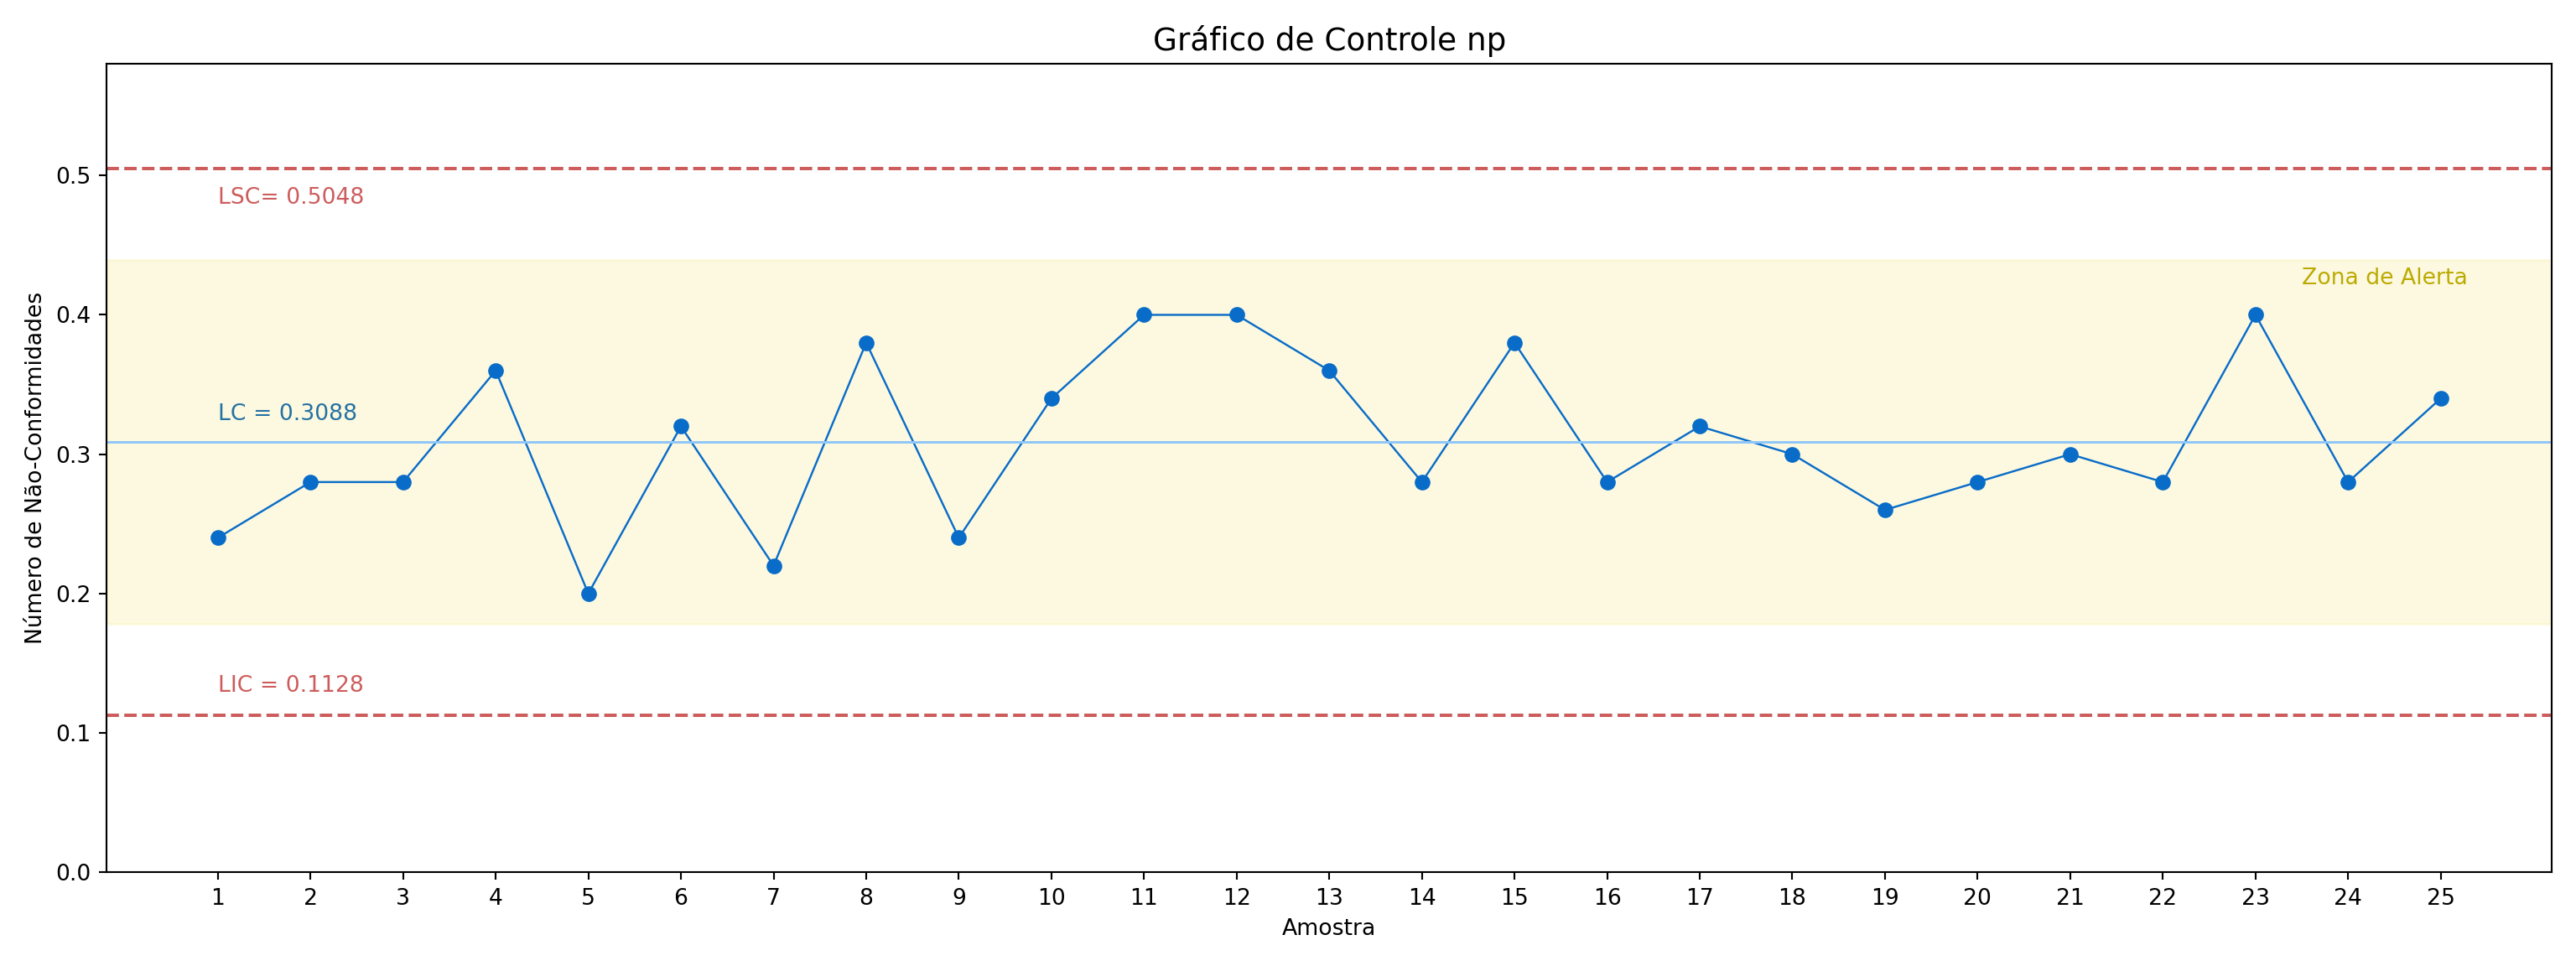 Gráfico de Controle np
Número de Não-Conformidades
0.5
0.4
0.3
0.2
0.1
0.0
LSC= 0.5048
Zona de Alerta
LC = 0.3088
LIC = 0.1128
1 2 3 4 5 6 7 8 9 10 11 12 13 14 15 16 17 18 19 20 21 22 23 24 25
Amostra